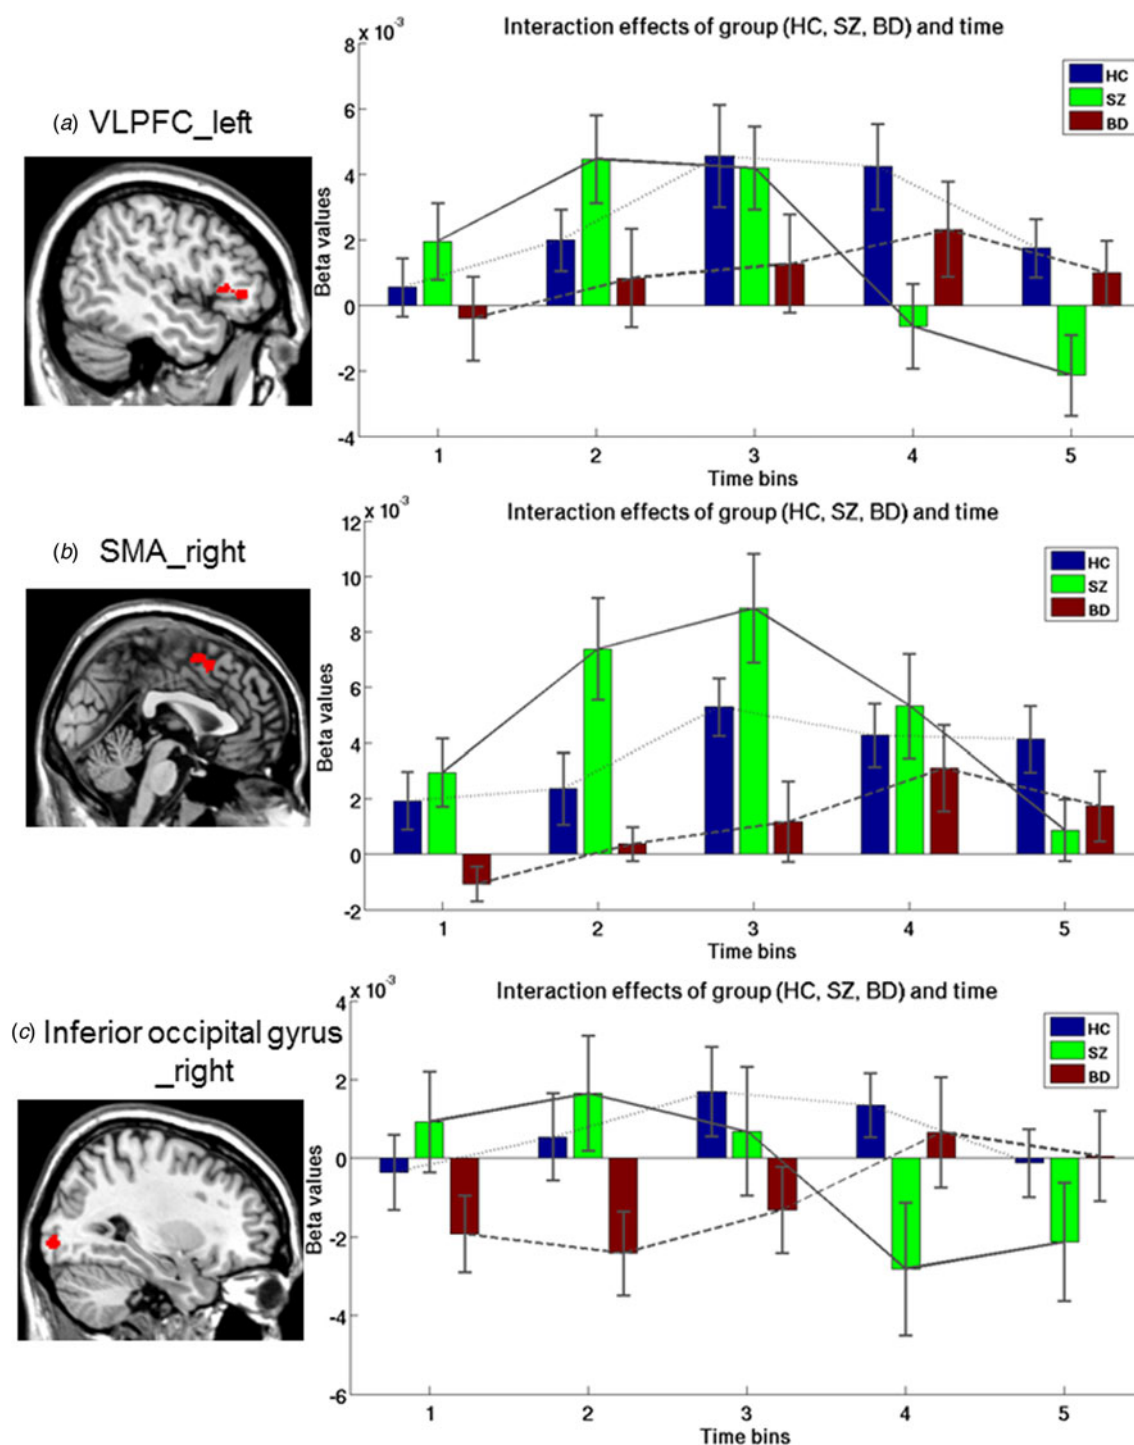 (a) VLPFC_left
Interaction effects of group (HC, SZ, BD) and time
x 10⁻³
8
6
4
2
0
-2
-4
Beta values
HC
SZ
BD
1 2 3 4 5
Time bins
(b) SMA_right
Interaction effects of group (HC, SZ, BD) and time
x 10⁻³
12
10
8
6
4
2
0
-2
Beta values
HC
SZ
BD
1 2 3 4 5
Time bins
(c) Inferior occipital gyrus
_right
Interaction effects of group (HC, SZ, BD) and time
x 10⁻³
4
2
0
-2
-4
-6
Beta values
HC
SZ
BD
1 2 3 4 5
Time bins